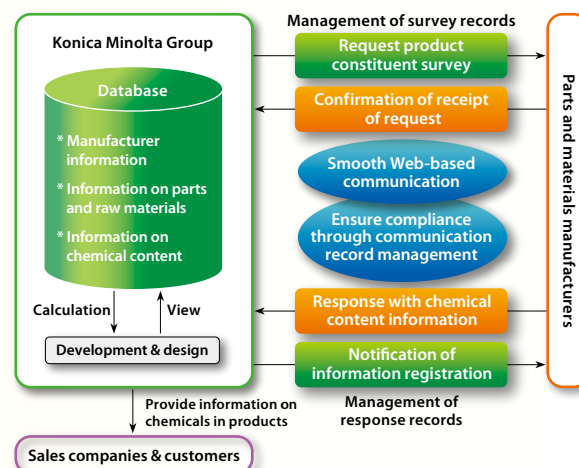 Management of survey records
Konica Minolta Group
Database
* Manufacturer
information
* Information on parts
and raw materials
* Information on
chemical content
Calculation
View
Development & design
Request product
constituent survey
Confirmation of receipt
of request
Smooth Web-based
communication
Ensure compliance
through communication
record management
Response with chemical
content information
Notification of
information registration
Management of
response records
Parts and materials manufacturers
Provide information on
chemicals in products
Sales companies & customers